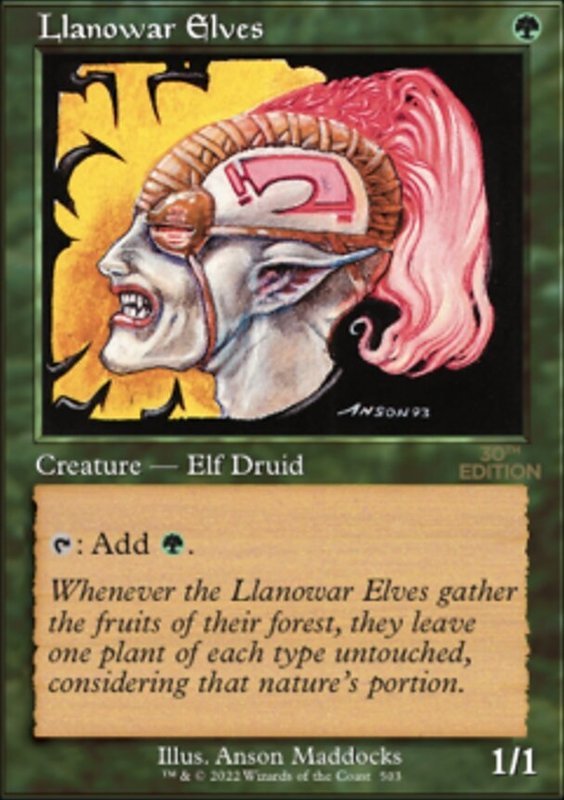 Llanowar Elves
ANSON 93
Creature — Elf Druid
30TH
EDITION
: Add .
Whenever the Llanowar Elves gather
the fruits of their forest, they leave
one plant of each type untouched,
considering that nature's portion.
Illus. Anson Maddocks
™ & © 2022 Wizards of the Coast 503
1/1